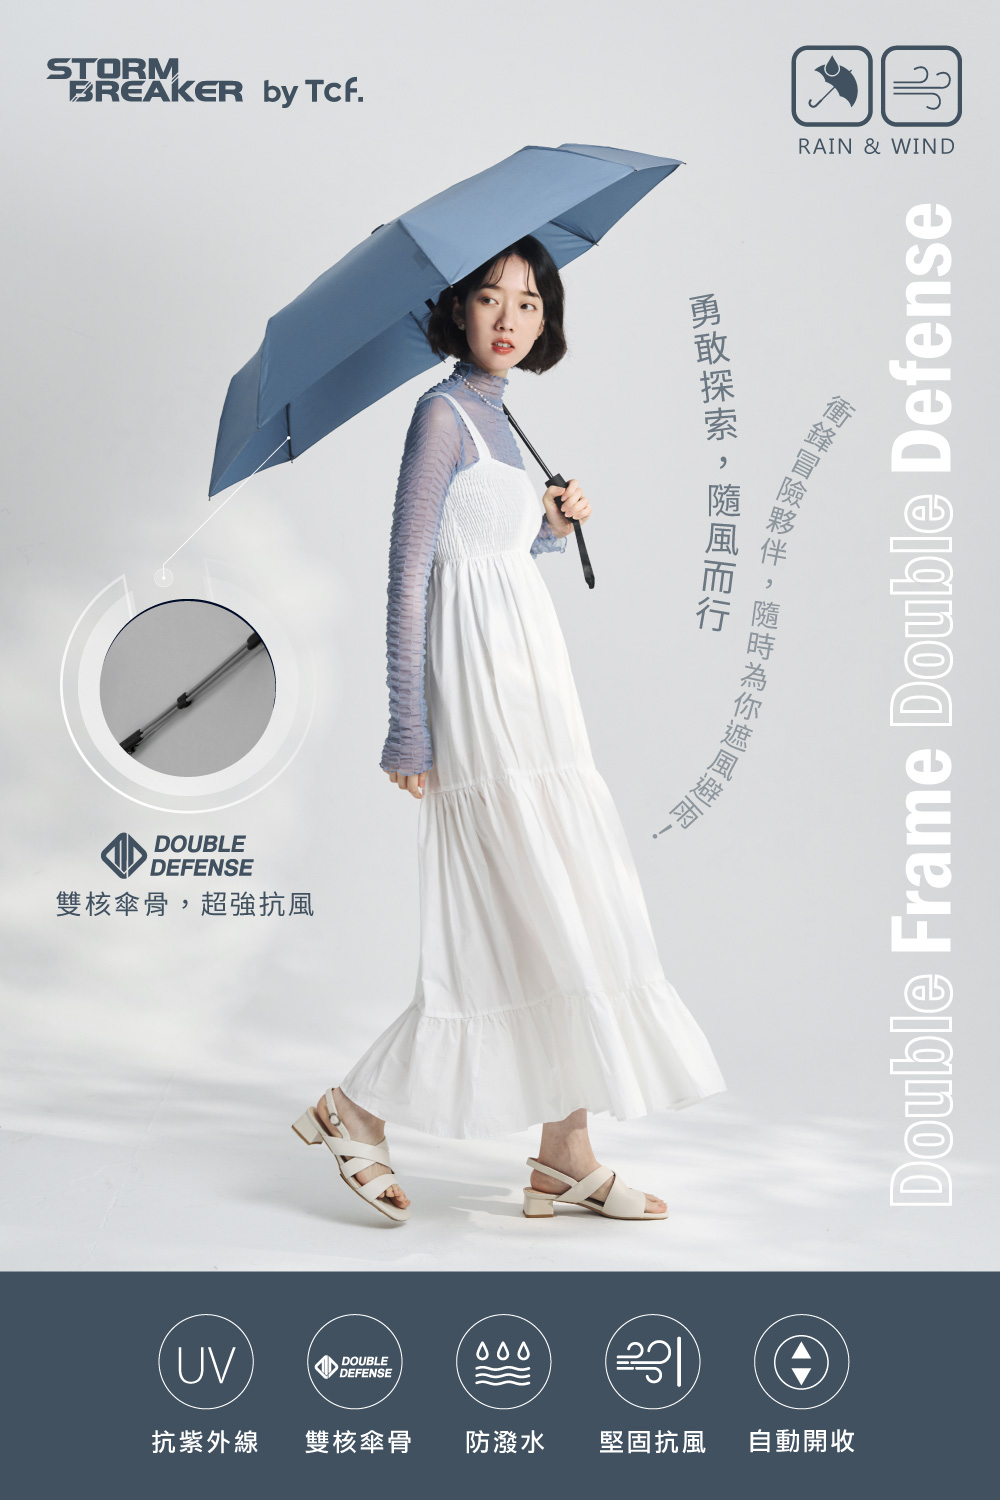 STORM
BREAKER by Tcf.
RAIN & WIND
勇敢探索，隨風而行
衝鋒冒險夥伴，隨時為你遮風避雨！
Double Frame Double Defense
DOUBLE
DEFENSE
雙核傘骨，超強抗風
UV
DOUBLE
DEFENSE
抗紫外線
雙核傘骨
防潑水
堅固抗風
自動開收